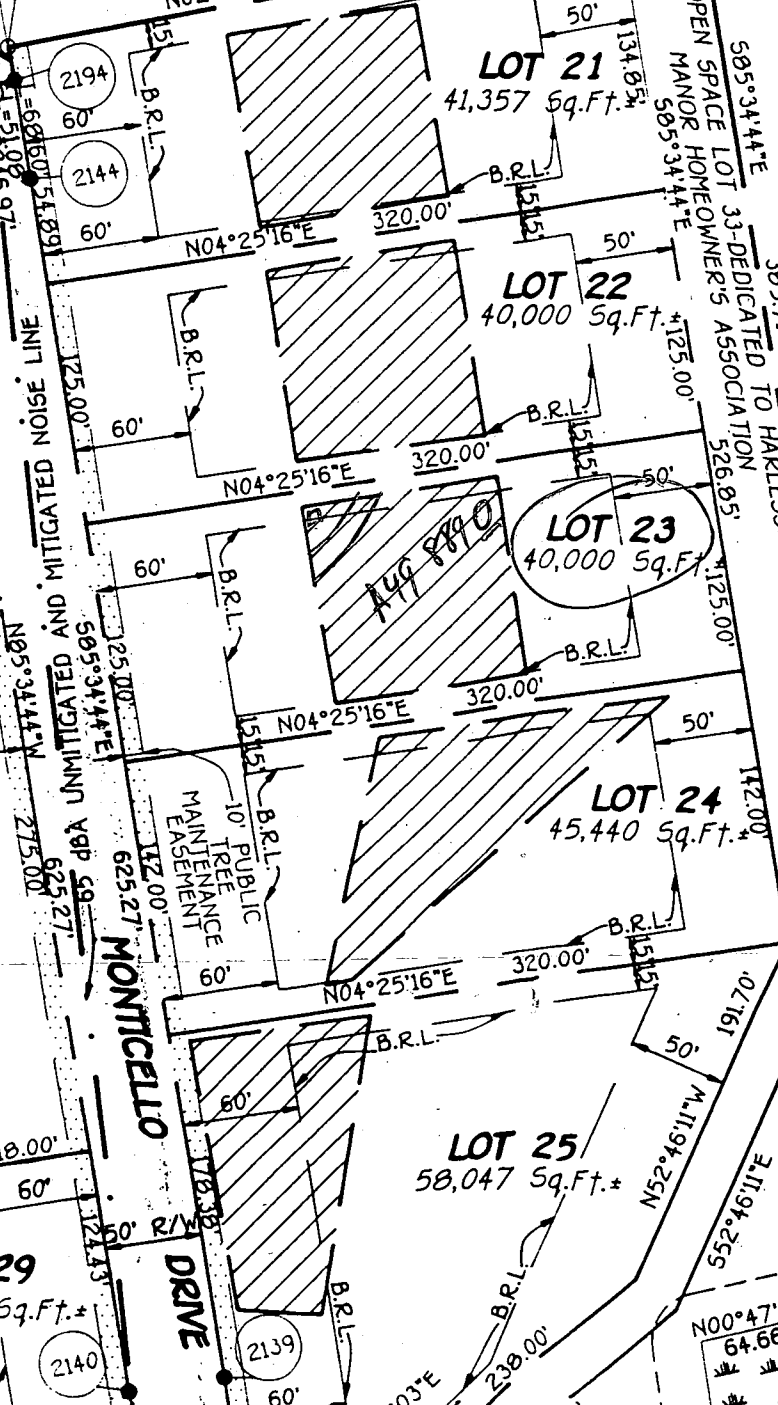 15'
50'
134.85'
LOT 21
41,357 Sq.Ft.±
2194
60'
B.R.L.
2144
54.89'
60'
B.R.L.
15'
15'
N04°25'16"E
320.00'
S85°34'44"E
S85°34'44"E
OPEN SPACE LOT 33-DEDICATED TO HARLESS
MANOR HOMEOWNER'S ASSOCIATION
50'
LOT 22
40,000 Sq.Ft.±
125.00'
B.R.L.
125.00'
60'
B.R.L.
15'
15'
N04°25'16"E
320.00'
526.85'
50'
LOT 23
40,000 Sq.Ft.±
125.00'
60'
B.R.L.
B.R.L.
125.00'
S85°34'44"E
N85°34'44"W
59 dBA UNMITIGATED AND MITIGATED NOISE LINE
15'
15'
N04°25'16"E
320.00'
50'
LOT 24
45,440 Sq.Ft.±
142.00'
B.R.L.
10' PUBLIC
TREE
MAINTENANCE
EASEMENT
142.00'
625.27'
625.27'
275.00'
B.R.L.
15'
15'
60'
N04°25'16"E
320.00'
MONTICELLO
DRIVE
B.R.L.
191.70'
50'
60'
LOT 25
58,047 Sq.Ft.±
N52°46'11"W
S52°46'11"E
178.38'
50' R/W
60'
124.43'
29
Sq.Ft.±
B.R.L.
B.R.L.
238.00'
2140
2139
60'
N00°47'
64.66